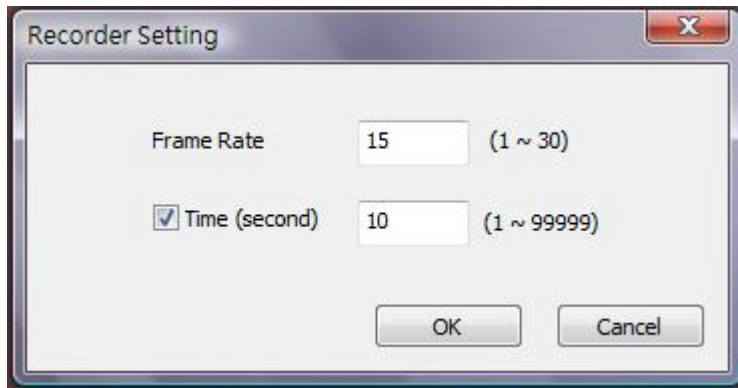 Recorder Setting
Frame Rate 15 (1 ~ 30)
Time (second) 10 (1 ~ 99999)
OK Cancel